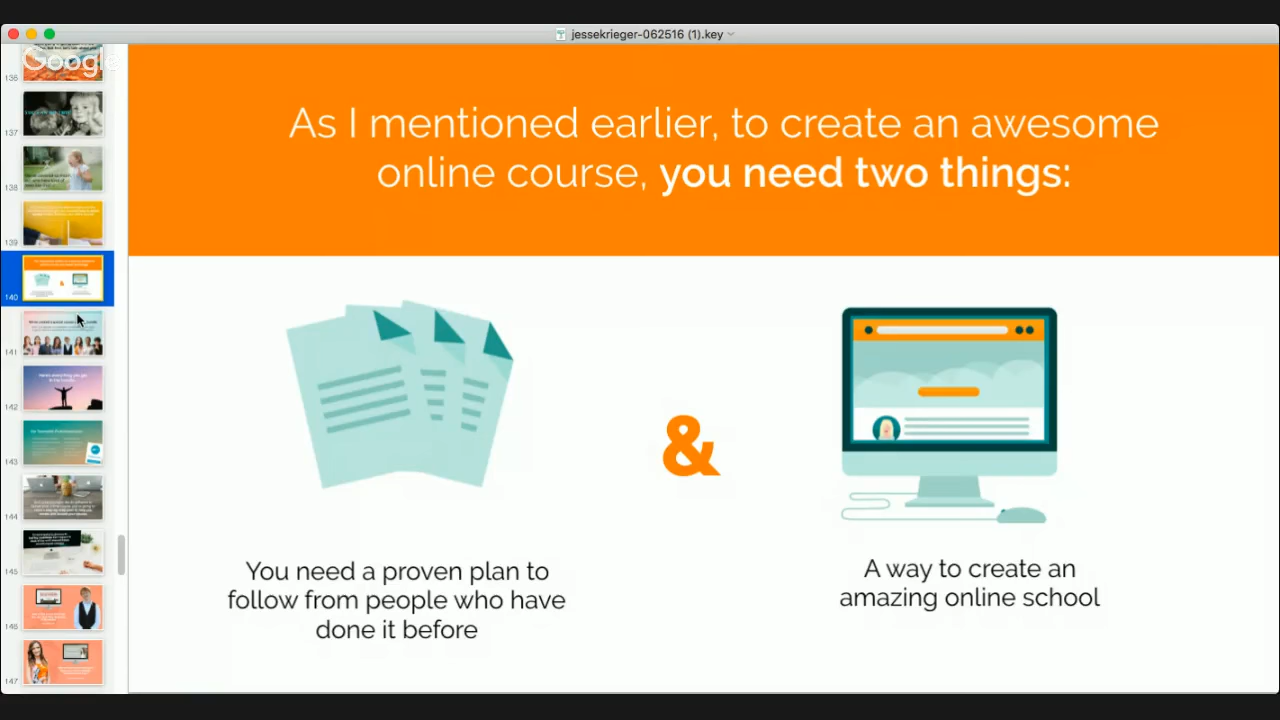 jessekrieger-062516 (1).key
Google
136
137
138
139
140
141
142
143
144
145
146
147
As I mentioned earlier, to create an awesome
online course, you need two things:
&
You need a proven plan to
follow from people who have
done it before
A way to create an
amazing online school